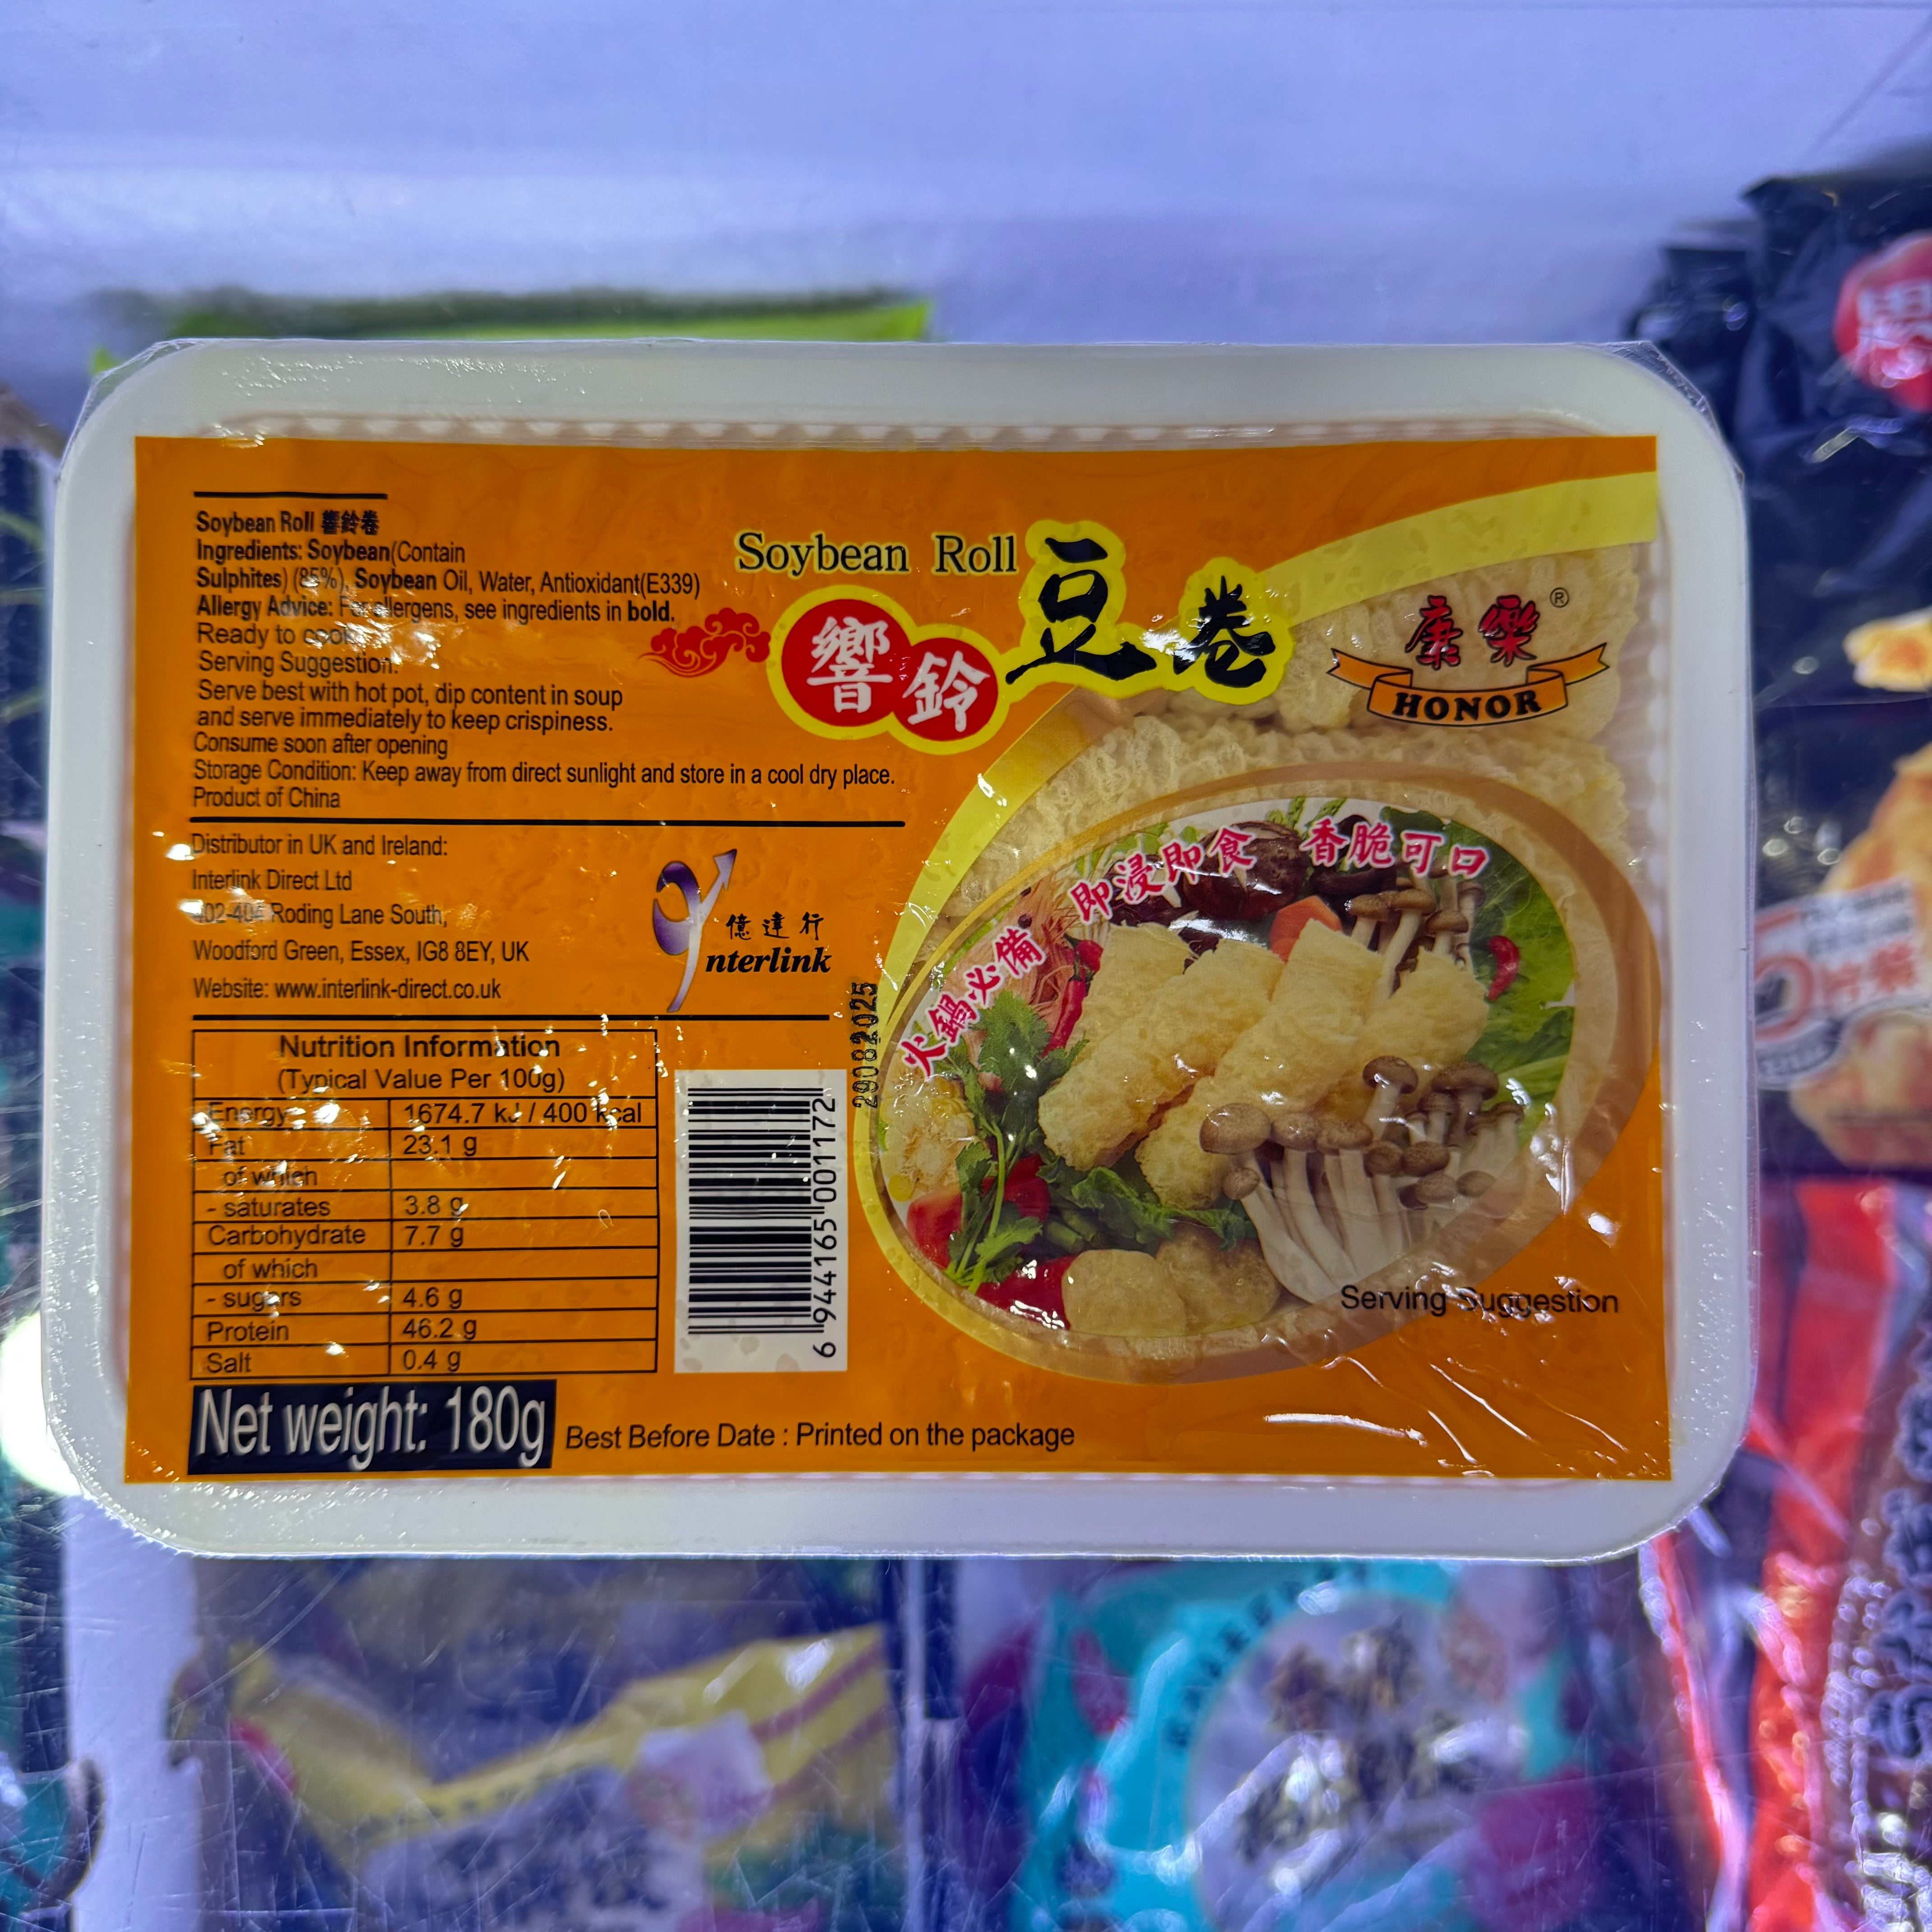 Soybean Roll 響鈴卷
Ingredients: Soybean(Contain
Sulphites) (85%), Soybean Oil, Water, Antioxidant(E339)
Allergy Advice: For allergens, see ingredients in bold.
Ready to cook
Serving Suggestion:
Serve best with hot pot, dip content in soup
and serve immediately to keep crispiness.
Consume soon after opening
Storage Condition: Keep away from direct sunlight and store in a cool dry place.
Product of China
Distributor in UK and Ireland:
Interlink Direct Ltd
402-404 Roding Lane South,
Woodford Green, Essex, IG8 8EY, UK
Website: www.interlink-direct.co.uk
億達行
Interlink
Nutrition Information
(Typical Value Per 100g)
Energy 1674.7 kJ / 400 kcal
Fat 23.1 g
of which
- saturates 3.8 g
Carbohydrate 7.7 g
of which
- sugars 4.6 g
Protein 46.2 g
Salt 0.4 g
Net weight: 180g
Best Before Date : Printed on the package
6 944165 001172
29082025
Soybean Roll
響鈴豆卷
康樂®
HONOR
火鍋必備 即浸即食 香脆可口
Serving Suggestion